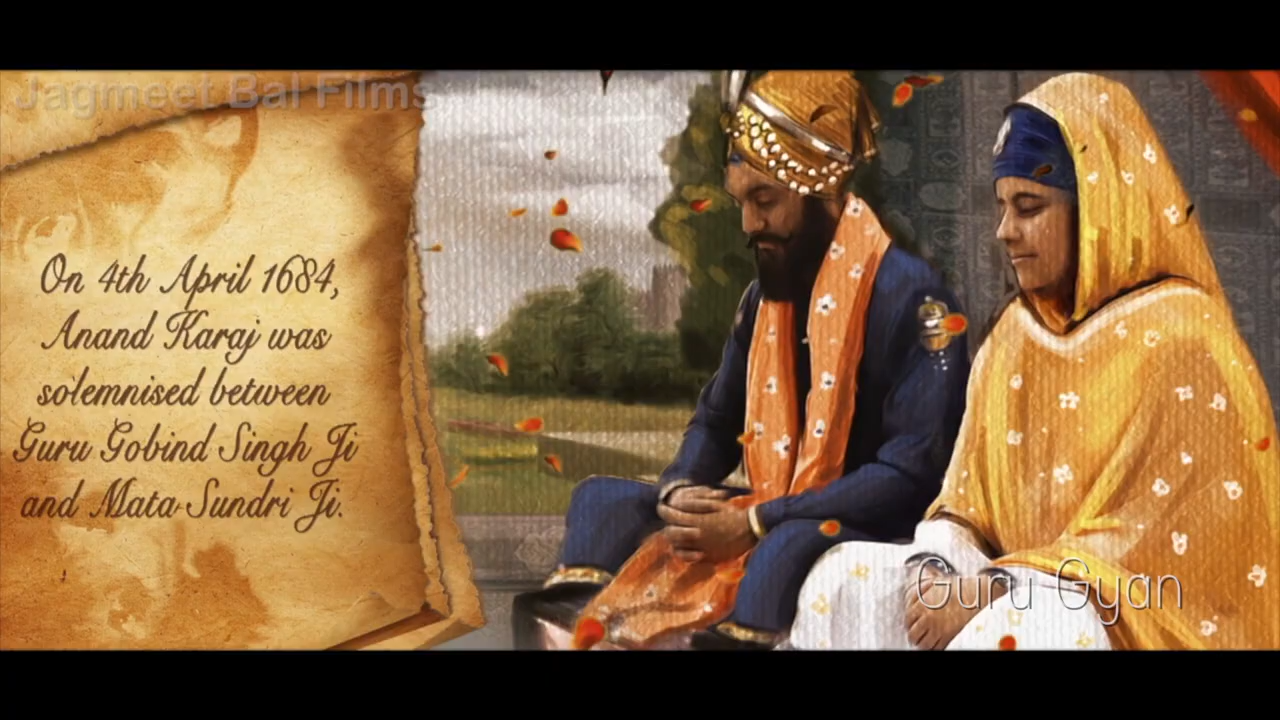 Jagmeet Bal Films
On 4th April 1684,
Anand Karaj was
solemnised between
Guru Gobind Singh Ji
and Mata Sundri Ji.
Guru Gyan